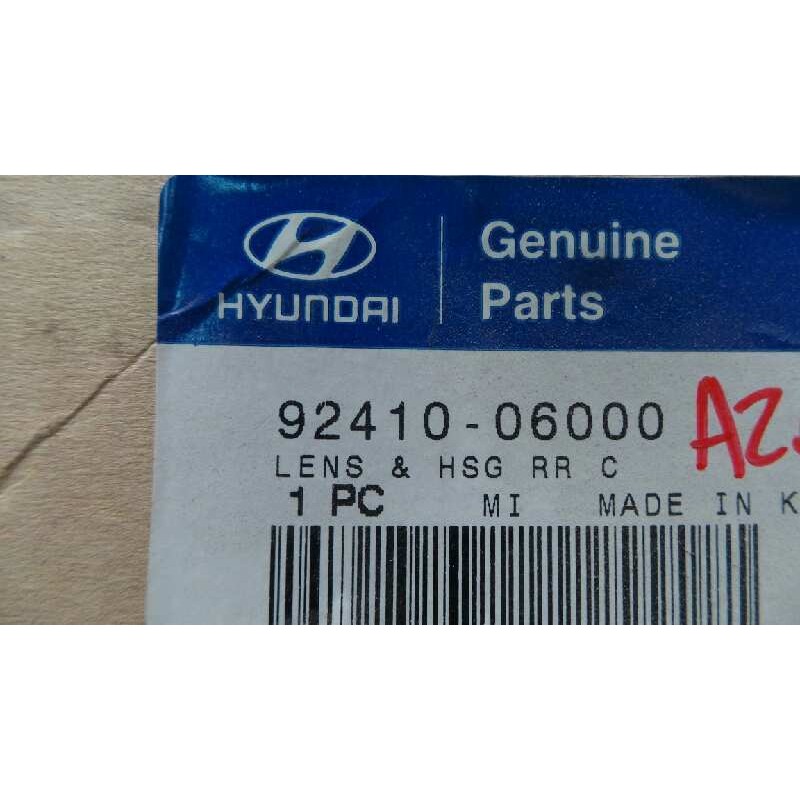 HYUNDAI
Genuine
Parts
92410-06000
LENS & HSG RR C
1 PC MI MADE IN K